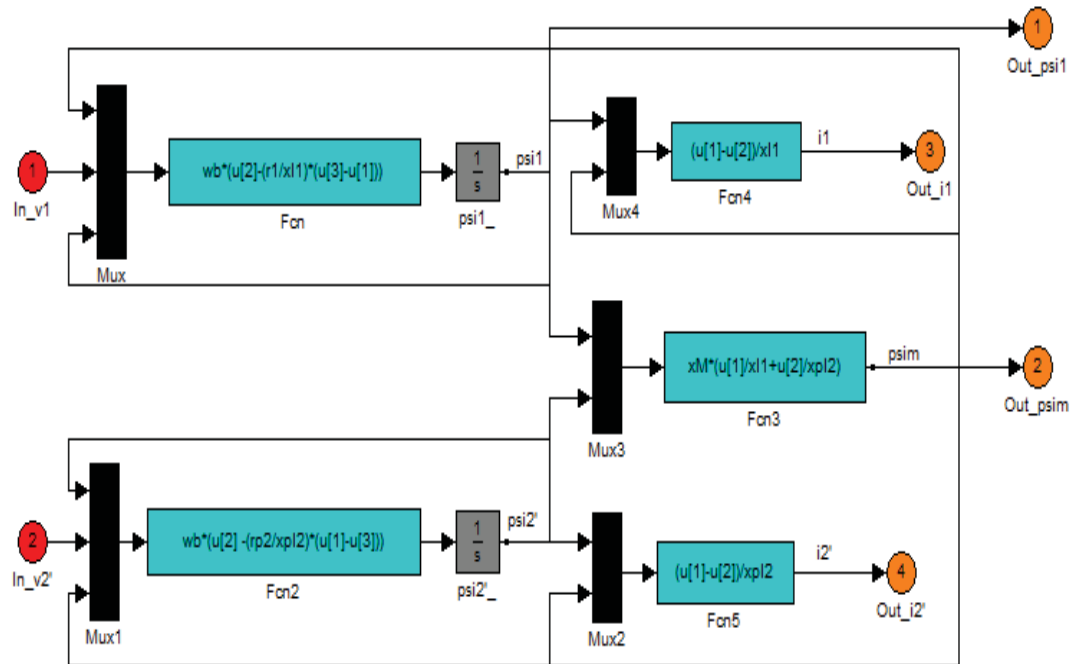 1
Out_psi1
1
In_v1
Mux
wb*(u[2]-(r1/xl1)*(u[3]-u[1]))
Fcn
1
s
psi1_
psi1
Mux4
(u[1]-u[2])/xl1
Fcn4
i1
3
Out_i1
Mux3
xM*(u[1]/xl1+u[2]/xpl2)
Fcn3
psim
2
Out_psim
2
In_v2'
Mux1
wb*(u[2] -(rp2/xpl2)*(u[1]-u[3]))
Fcn2
1
s
psi2'_
psi2'
Mux2
(u[1]-u[2])/xpl2
Fcn5
i2'
4
Out_i2'